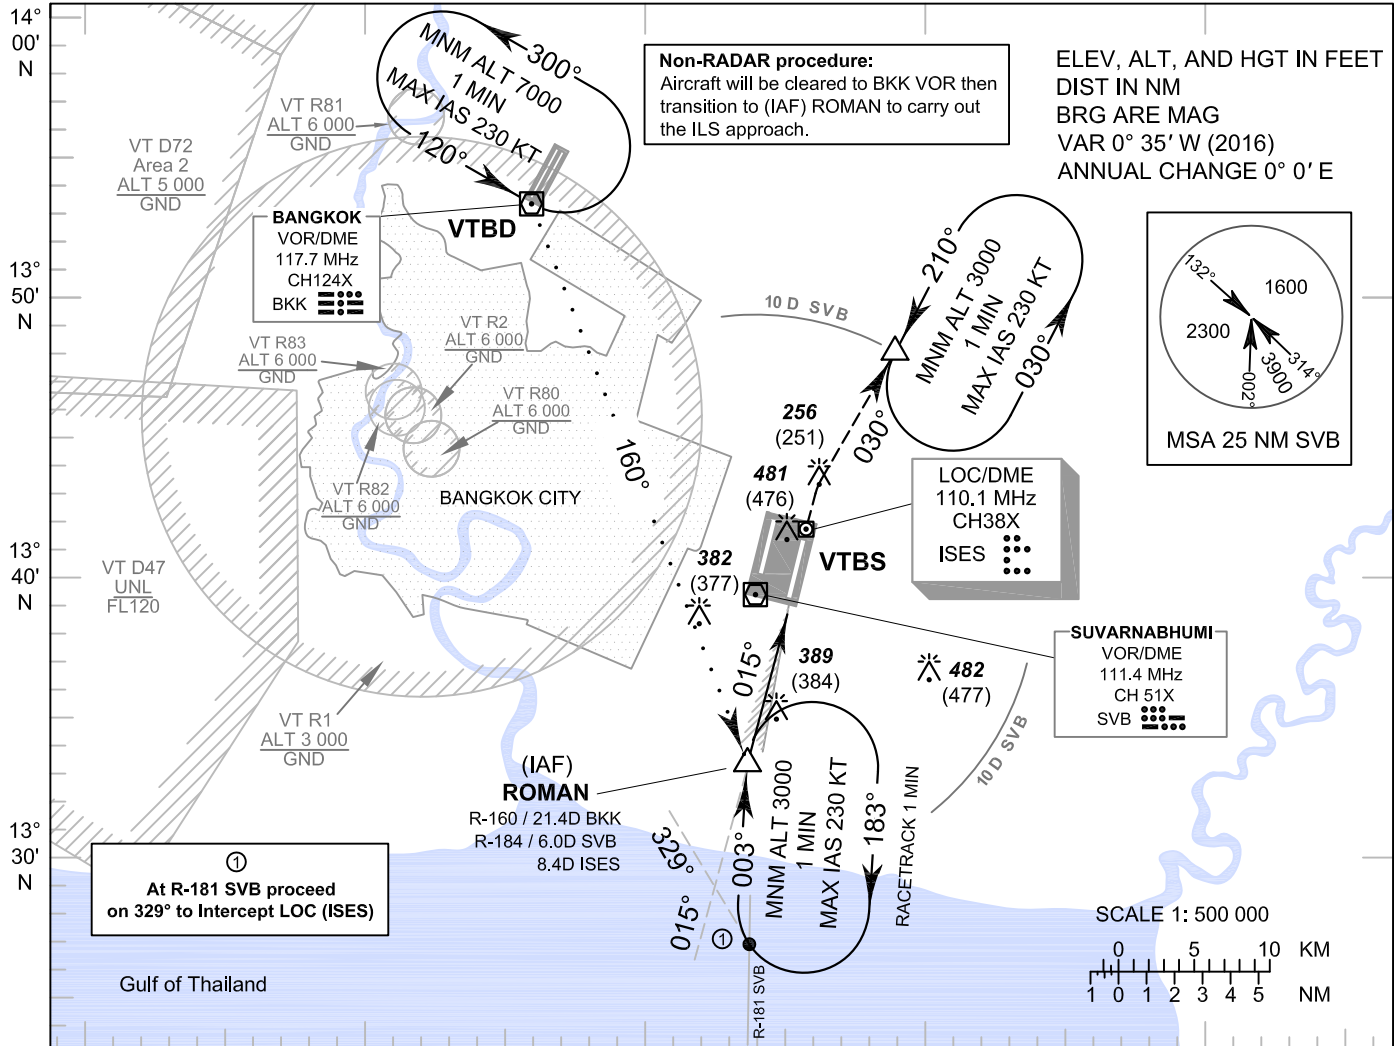 14°
00'
N
13°
50'
N
13°
40'
N
13°
30'
N
MNM ALT 7000
1 MIN
MAX IAS 230 KT
300°
120°
Non-RADAR procedure:
Aircraft will be cleared to BKK VOR then
transition to (IAF) ROMAN to carry out
the ILS approach.
ELEV, ALT, AND HGT IN FEET
DIST IN NM
BRG ARE MAG
VAR 0° 35' W (2016)
ANNUAL CHANGE 0° 0' E
VT R81
ALT 6 000
GND
VT D72
Area 2
ALT 5 000
GND
BANGKOK
VOR/DME
117.7 MHz
CH124X
BKK
VTBD
VT R83
ALT 6 000
GND
VT R2
ALT 6 000
GND
VT R80
ALT 6 000
GND
VT R82
ALT 6 000
GND
BANGKOK CITY
160°
10 D SVB
210°
MNM ALT 3000
1 MIN
MAX IAS 230 KT
030°
030°
132°
1600
2300
3900
314°
002°
MSA 25 NM SVB
256
(251)
481
(476)
LOC/DME
110.1 MHz
CH38X
ISES
VTBS
382
(377)
VT D47
UNL
FL120
SUVARNABHUMI
VOR/DME
111.4 MHz
CH 51X
SVB
015°
389
(384)
482
(477)
10 D SVB
VT R1
ALT 3 000
GND
(IAF)
ROMAN
R-160 / 21.4D BKK
R-184 / 6.0D SVB
8.4D ISES
329°
015°
003°
MNM ALT 3000
1 MIN
MAX IAS 230 KT
183°
RACETRACK 1 MIN
①
At R-181 SVB proceed
on 329° to Intercept LOC (ISES)
①
R-181 SVB
Gulf of Thailand
SCALE 1: 500 000
0 5 10 KM
1 0 1 2 3 4 5 NM